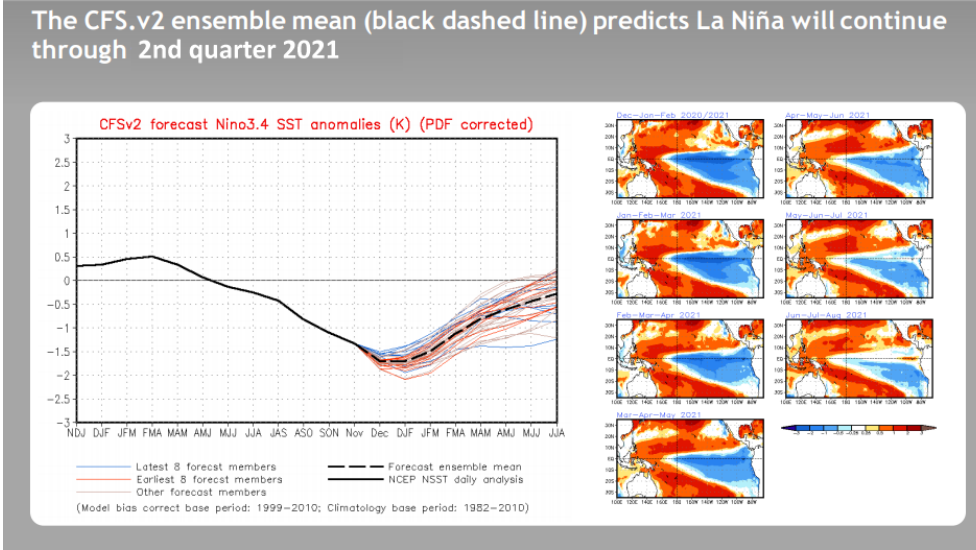 The CFS.v2 ensemble mean (black dashed line) predicts La Niña will continue
through 2nd quarter 2021
CFSv2 forecast Nino3.4 SST anomalies (K) (PDF corrected)
3
2.5
2
1.5
1
0.5
0
−0.5
−1
−1.5
−2
−2.5
−3
NDJ DJF JFM FMA MAM AMJ MJJ JJA JAS ASO SON Nov Dec DJF JFM FMA MAM AMJ MJJ JJA
Latest 8 forecst members
Earliest 8 forecst members
Other forecast members
Forecast ensemble mean
NCEP NSST daily analysis
(Model bias correct base period: 1999−2010; Climatology base period: 1982−2010)
Dec-Jan-Feb 2020/2021
Jan-Feb-Mar 2021
Feb-Mar-Apr 2021
Mar-Apr-May 2021
Apr-May-Jun 2021
May-Jun-Jul 2021
Jun-Jul-Aug 2021